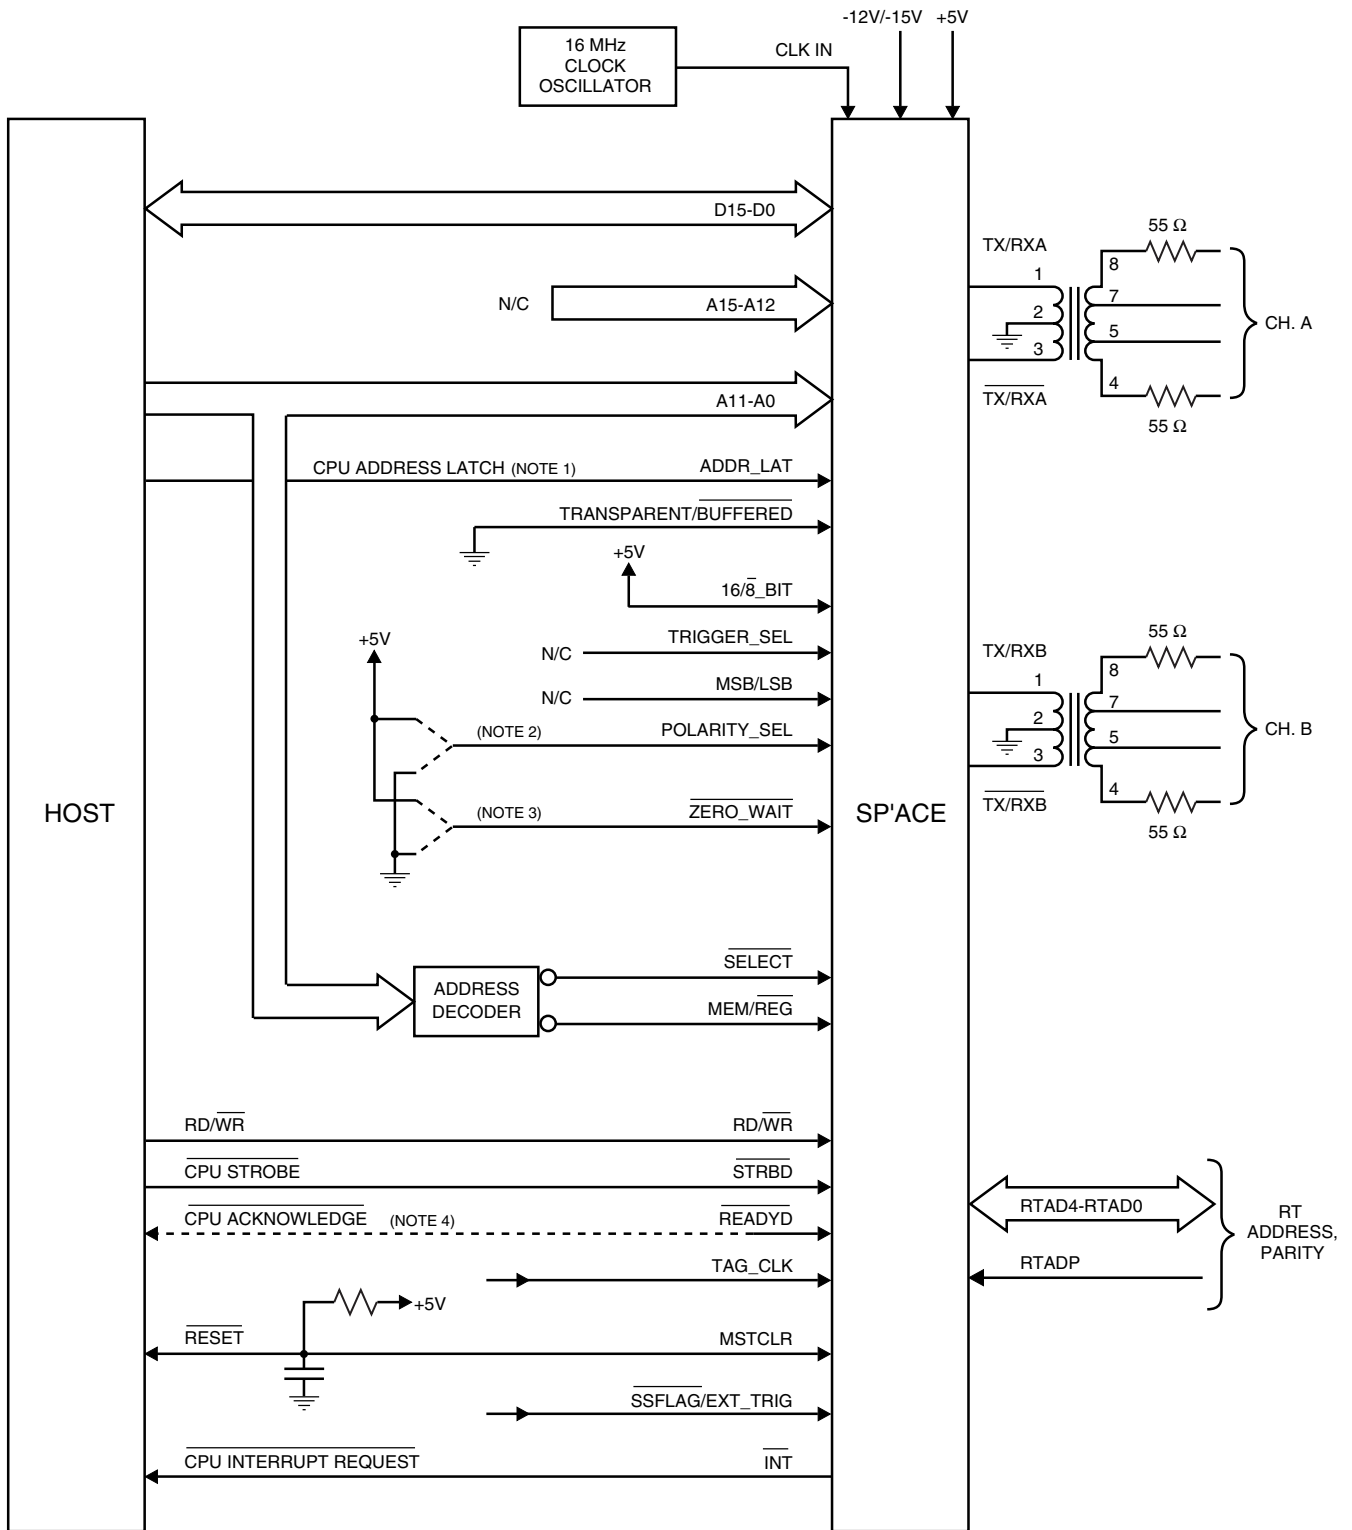 -12V/-15V +5V
16 MHz
CLOCK
OSCILLATOR
CLK IN
D15-D0
N/C
A15-A12
A11-A0
CPU ADDRESS LATCH (NOTE 1)
ADDR_LAT
TRANSPARENT/BUFFERED
+5V
16/8_BIT
+5V
N/C
TRIGGER_SEL
N/C
MSB/LSB
(NOTE 2)
POLARITY_SEL
(NOTE 3)
ZERO_WAIT
HOST
SP'ACE
ADDRESS
DECODER
SELECT
MEM/REG
RD/WR
RD/WR
CPU STROBE
STRBD
CPU ACKNOWLEDGE (NOTE 4)
READYD
TAG_CLK
+5V
RESET
MSTCLR
SSFLAG/EXT_TRIG
CPU INTERRUPT REQUEST
INT
TX/RXA
1
2
3
TX/RXA
55 Ω
8
7
5
4
55 Ω
CH. A
TX/RXB
1
2
3
TX/RXB
55 Ω
8
7
5
4
55 Ω
CH. B
RTAD4-RTAD0
RTADP
RT
ADDRESS,
PARITY